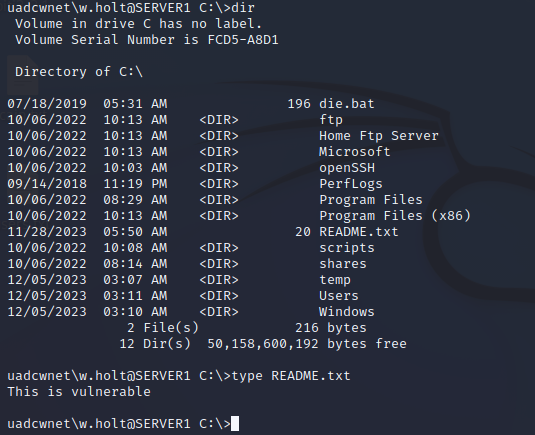 uadcwnet\w.holt@SERVER1 C:\>dir
 Volume in drive C has no label.
 Volume Serial Number is FCD5-A8D1

 Directory of C:\

07/18/2019  05:31 AM               196 die.bat
10/06/2022  10:13 AM    <DIR>          ftp
10/06/2022  10:13 AM    <DIR>          Home Ftp Server
10/06/2022  10:13 AM    <DIR>          Microsoft
10/06/2022  10:03 AM    <DIR>          openSSH
09/14/2018  11:19 PM    <DIR>          PerfLogs
10/06/2022  08:29 AM    <DIR>          Program Files
10/06/2022  10:13 AM    <DIR>          Program Files (x86)
11/28/2023  05:50 AM                20 README.txt
10/06/2022  10:08 AM    <DIR>          scripts
10/06/2022  08:14 AM    <DIR>          shares
12/05/2023  03:07 AM    <DIR>          temp
12/05/2023  03:11 AM    <DIR>          Users
12/05/2023  03:10 AM    <DIR>          Windows
               2 File(s)            216 bytes
              12 Dir(s)  50,158,600,192 bytes free

uadcwnet\w.holt@SERVER1 C:\>type README.txt
This is vulnerable

uadcwnet\w.holt@SERVER1 C:\>